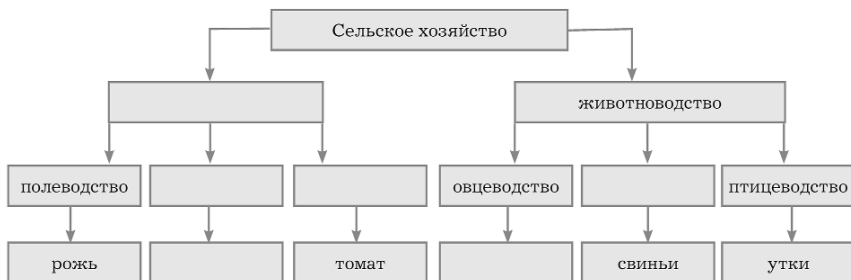 Сельское хозяйство
животноводство
полеводство
овцеводство
птицеводство
рожь
томат
свиньи
утки